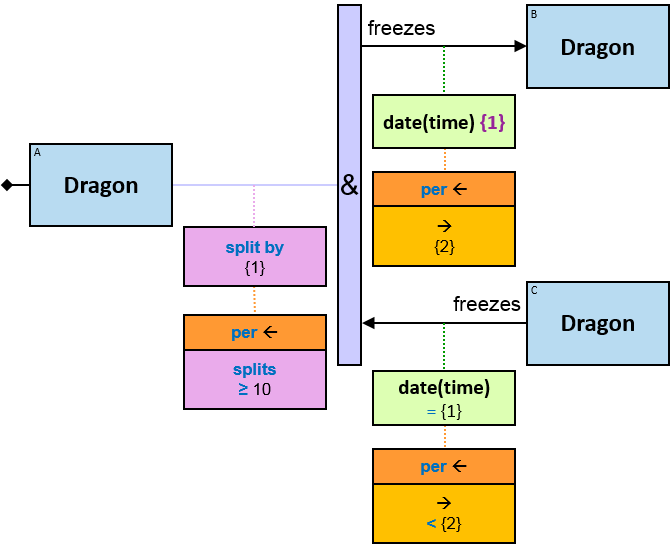 freezes
B
Dragon
date(time) {1}
per ←
→
{2}
A
Dragon
&
split by
{1}
per ←
splits
≥ 10
freezes
C
Dragon
date(time)
= {1}
per ←
→
< {2}